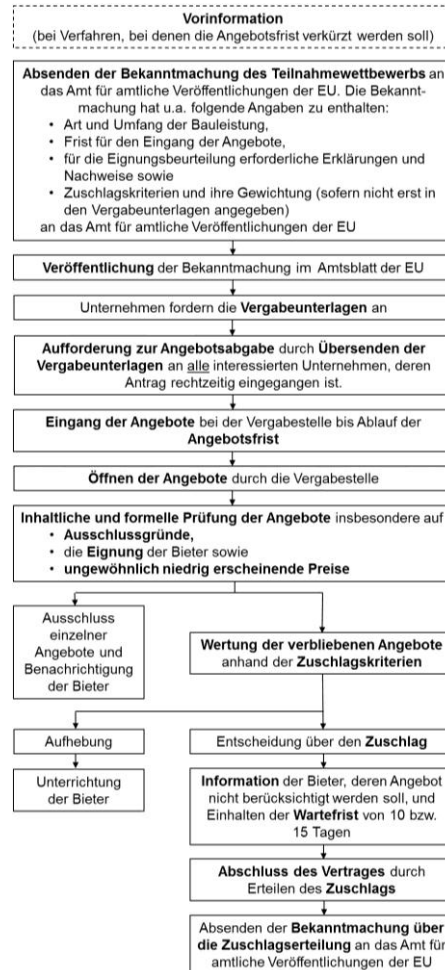 Vorinformation
(bei Verfahren, bei denen die Angebotsfrist verkürzt werden soll)
Absenden der Bekanntmachung des Teilnahmewettbewerbs an
das Amt für amtliche Veröffentlichungen der EU. Die Bekannt-
machung hat u.a. folgende Angaben zu enthalten:
• Art und Umfang der Bauleistung,
• Frist für den Eingang der Angebote,
• für die Eignungsbeurteilung erforderliche Erklärungen und
Nachweise sowie
• Zuschlagskriterien und ihre Gewichtung (sofern nicht erst in
den Vergabeunterlagen angegeben)
an das Amt für amtliche Veröffentlichungen der EU
Veröffentlichung der Bekanntmachung im Amtsblatt der EU
Unternehmen fordern die Vergabeunterlagen an
Aufforderung zur Angebotsabgabe durch Übersenden der
Vergabeunterlagen an alle interessierten Unternehmen, deren
Antrag rechtzeitig eingegangen ist.
Eingang der Angebote bei der Vergabestelle bis Ablauf der
Angebotsfrist
Öffnen der Angebote durch die Vergabestelle
Inhaltliche und formelle Prüfung der Angebote insbesondere auf
• Ausschlussgründe,
• die Eignung der Bieter sowie
• ungewöhnlich niedrig erscheinende Preise
Ausschluss
einzelner
Angebote und
Benachrichtigung
der Bieter
Wertung der verbliebenen Angebote
anhand der Zuschlagskriterien
Aufhebung
Entscheidung über den Zuschlag
Unterrichtung
der Bieter
Information der Bieter, deren Angebot
nicht berücksichtigt werden soll, und
Einhalten der Wartefrist von 10 bzw.
15 Tagen
Abschluss des Vertrages durch
Erteilen des Zuschlags
Absenden der Bekanntmachung über
die Zuschlagserteilung an das Amt für
amtliche Veröffentlichungen der EU